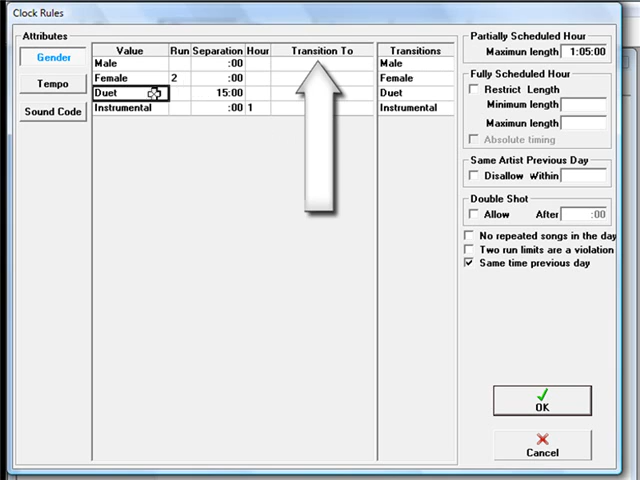 Clock Rules
Attributes
Gender
Tempo
Sound Code
Value Run Separation Hour Transition To
Male :00
Female 2 :00
Duet 15:00
Instrumental :00 1
Transitions
Male
Female
Duet
Instrumental
Partially Scheduled Hour
Maximun length 1:05:00
Fully Scheduled Hour
Restrict Length
Minimum length
Maximun length
Absolute timing
Same Artist Previous Day
Disallow Within
Double Shot
Allow After :00
No repeated songs in the day
Two run limits are a violation
Same time previous day
OK
Cancel